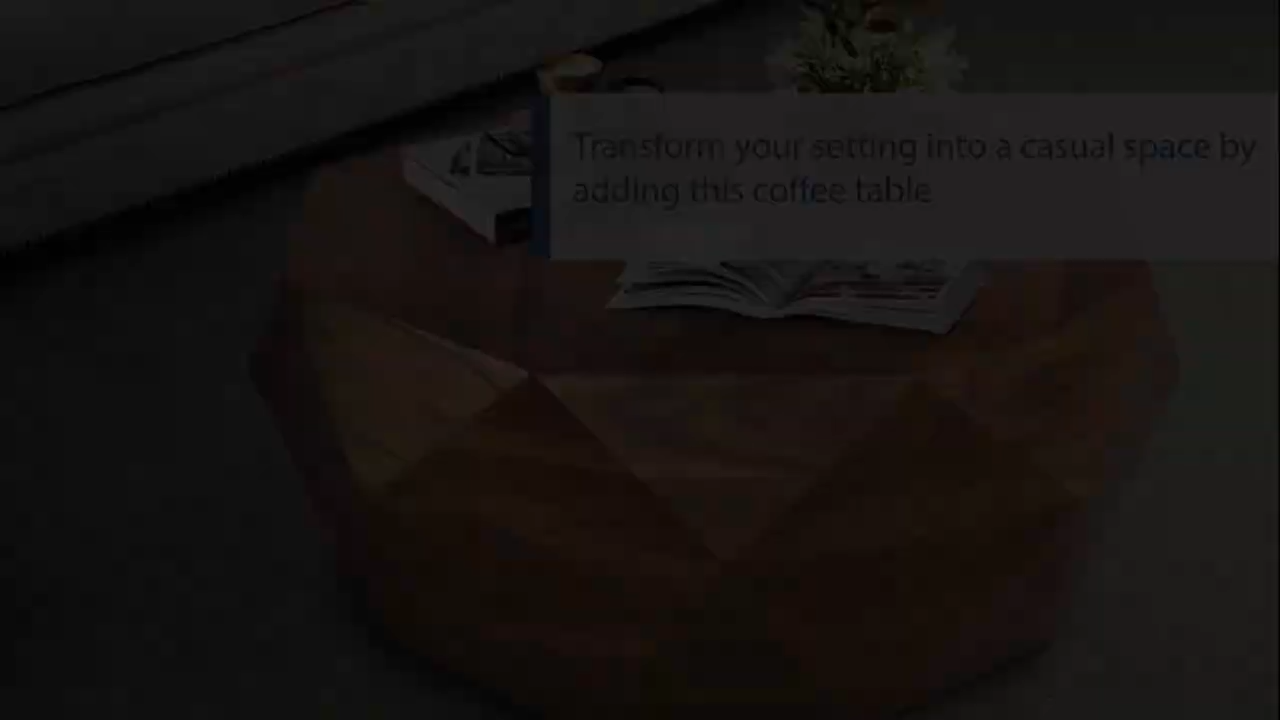 Transform your setting into a casual space by
adding this coffee table